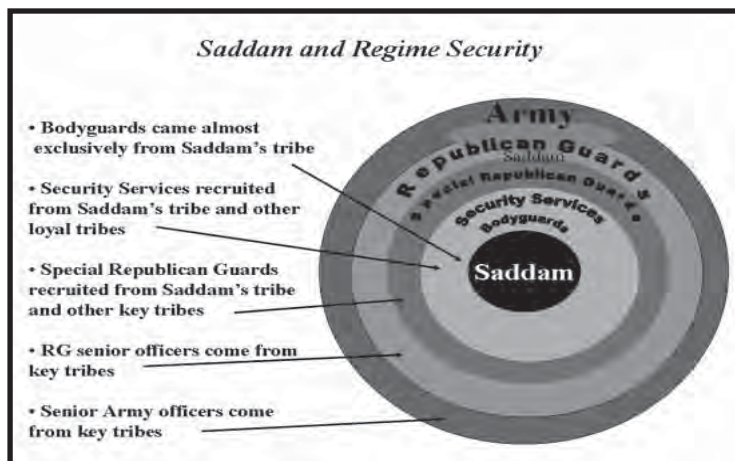 Saddam and Regime Security
• Bodyguards came almost
exclusively from Saddam's tribe
• Security Services recruited
from Saddam's tribe and other
loyal tribes
• Special Republican Guards
recruited from Saddam's tribe
and other key tribes
• RG senior officers come from
key tribes
• Senior Army officers come
from key tribes
Army
Republican Guards
Saddam
Special Republican Guards
Security Services
Bodyguards
Saddam